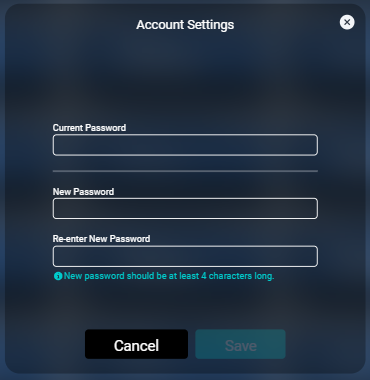 Account Settings
Current Password
New Password
Re-enter New Password
New password should be at least 4 characters long.
Cancel
Save